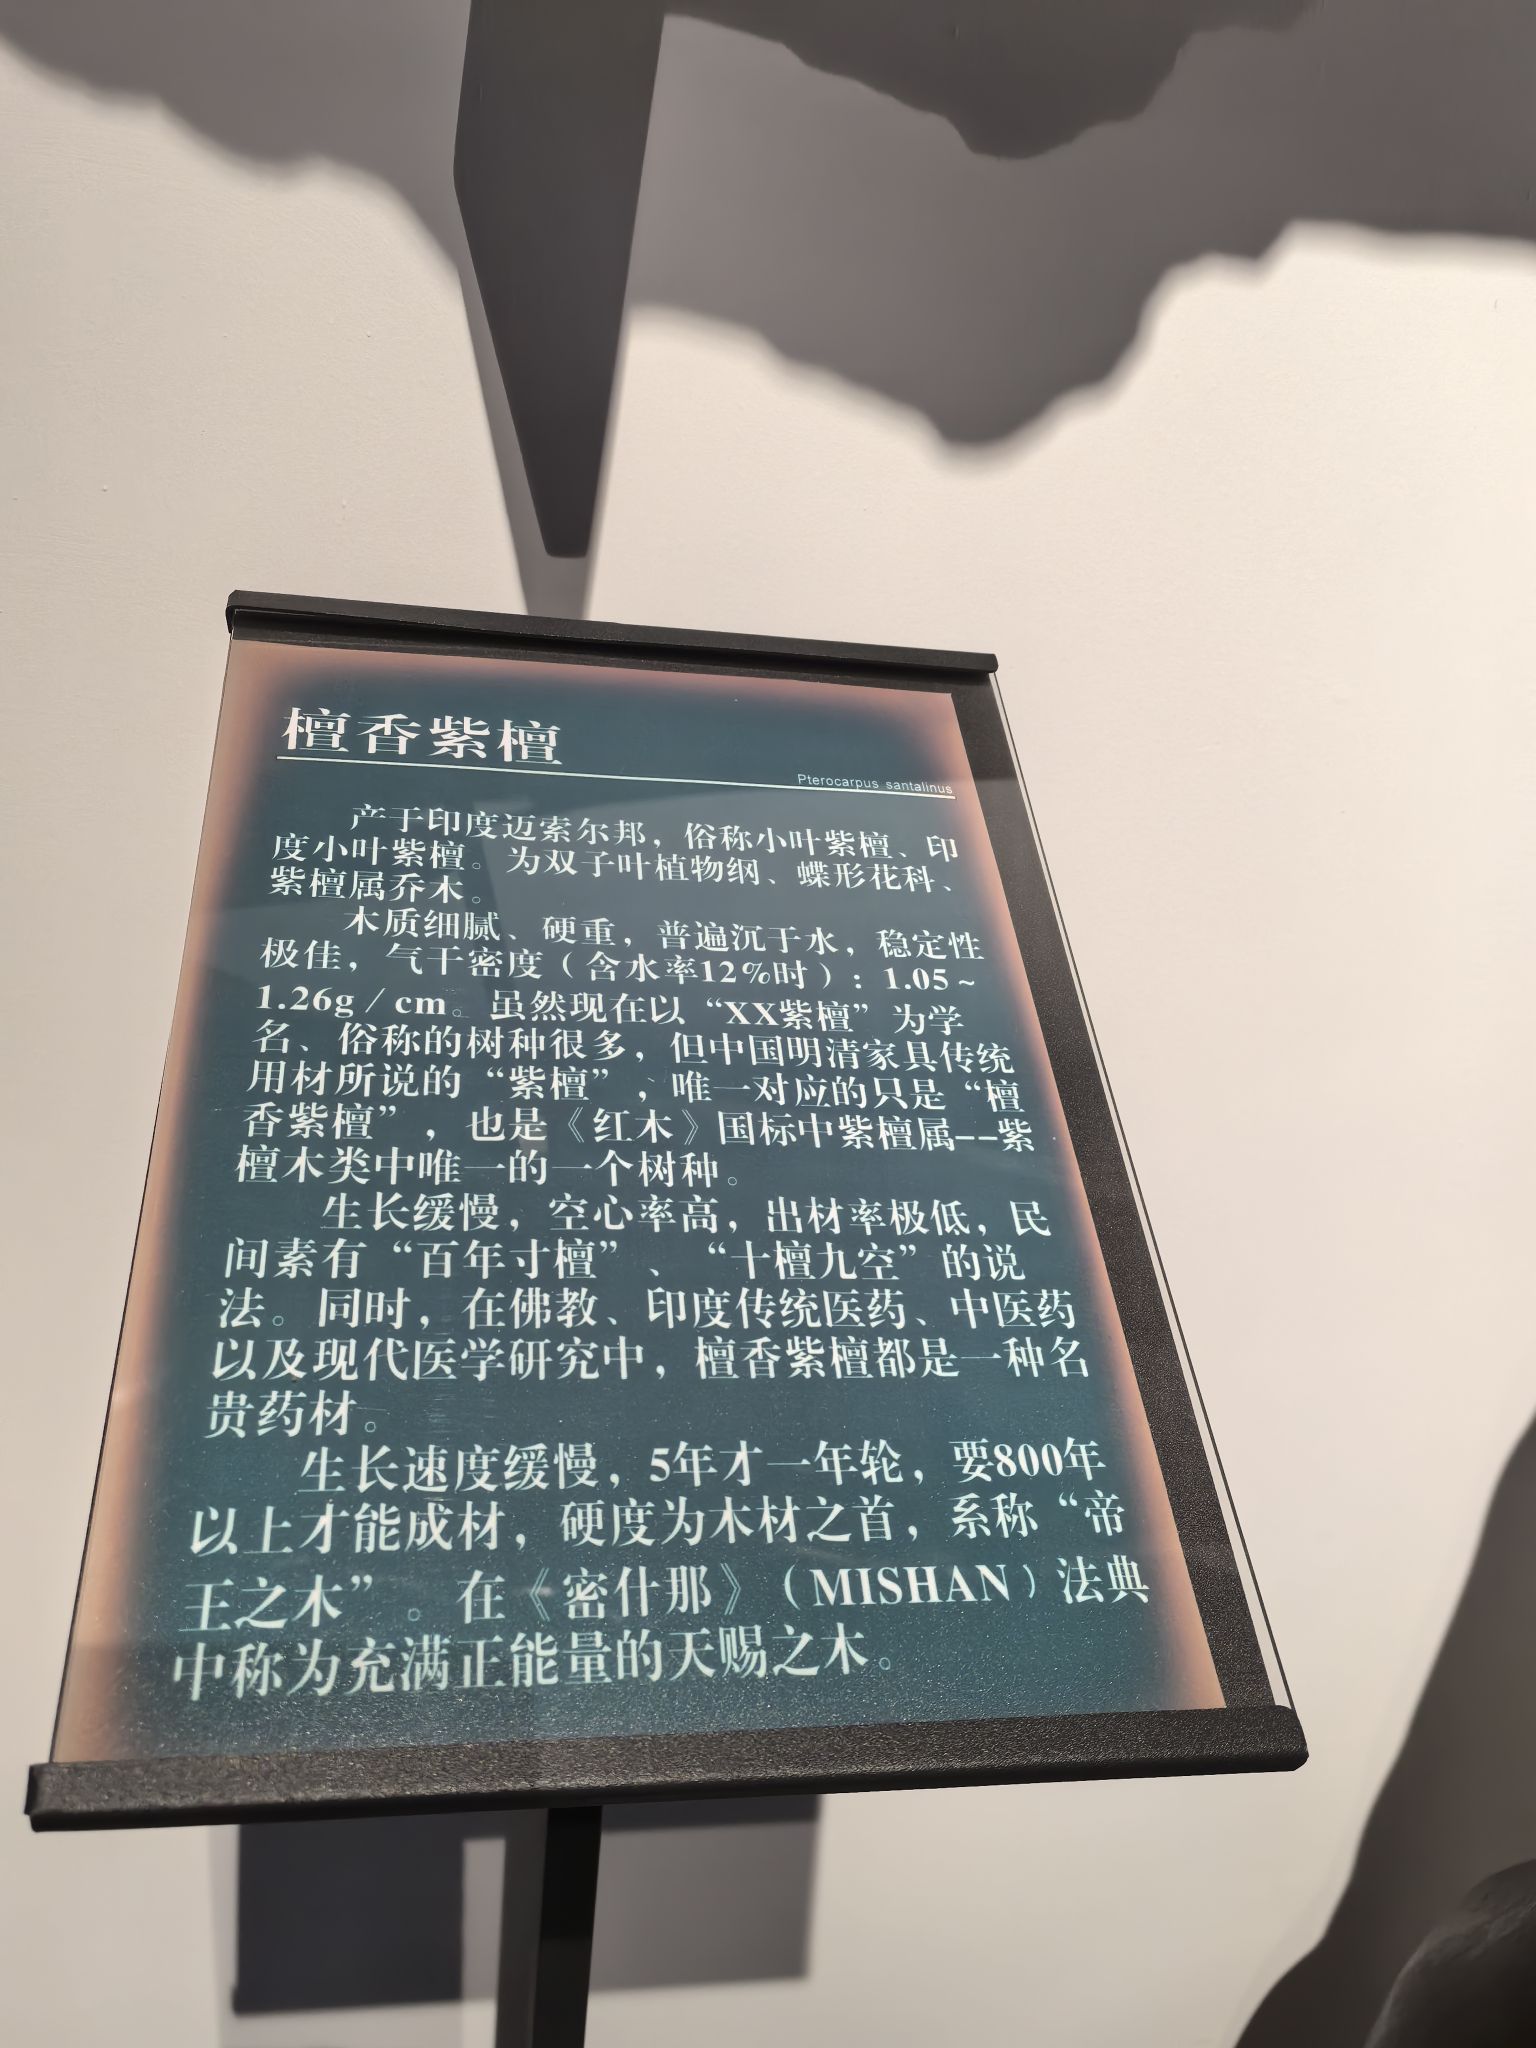 檀香紫檀
Pterocarpus santalinus
产于印度迈索尔邦，俗称小叶紫檀、印
度小叶紫檀。为双子叶植物纲、蝶形花科、
紫檀属乔木。
木质细腻、硬重，普遍沉于水，稳定性
极佳，气干密度（含水率12%时）：1.05～
1.26g／cm。虽然现在以“XX紫檀”为学
名、俗称的树种很多，但中国明清家具传统
用材所说的“紫檀”，唯一对应的只是“檀
香紫檀”，也是《红木》国标中紫檀属--紫
檀木类中唯一的一个树种。
生长缓慢，空心率高，出材率极低，民
间素有“百年寸檀”、“十檀九空”的说
法。同时，在佛教、印度传统医药、中医药
以及现代医学研究中，檀香紫檀都是一种名
贵药材。
生长速度缓慢，5年才一年轮，要800年
以上才能成材，硬度为木材之首，系称“帝
王之木”。在《密什那》（MISHAN）法典
中称为充满正能量的天赐之木。